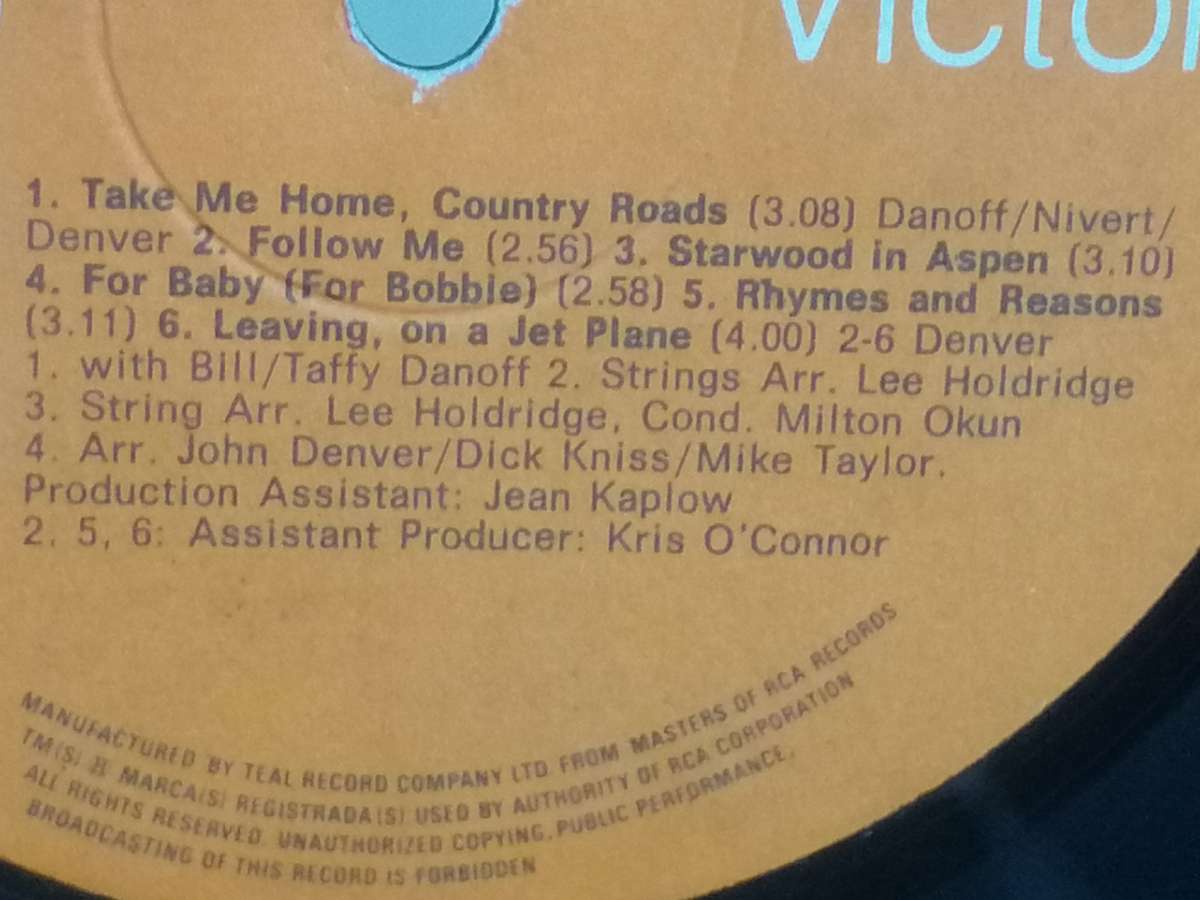 Victor
1. Take Me Home, Country Roads (3.08) Danoff/Nivert/
Denver 2. Follow Me (2.56) 3. Starwood in Aspen (3.10)
4. For Baby (For Bobbie) (2.58) 5. Rhymes and Reasons
(3.11) 6. Leaving, on a Jet Plane (4.00) 2-6 Denver
1. with Bill/Taffy Danoff 2. Strings Arr. Lee Holdridge
3. String Arr. Lee Holdridge, Cond. Milton Okun
4. Arr. John Denver/Dick Kniss/Mike Taylor.
Production Assistant: Jean Kaplow
2, 5, 6: Assistant Producer: Kris O'Connor
MANUFACTURED BY TEAL RECORD COMPANY LTD. FROM MASTERS OF RCA RECORDS
TM(S) ® MARCA(S) REGISTRADA(S) USED BY AUTHORITY OF RCA CORPORATION
ALL RIGHTS RESERVED. UNAUTHORIZED COPYING, PUBLIC PERFORMANCE,
BROADCASTING OF THIS RECORD IS FORBIDDEN